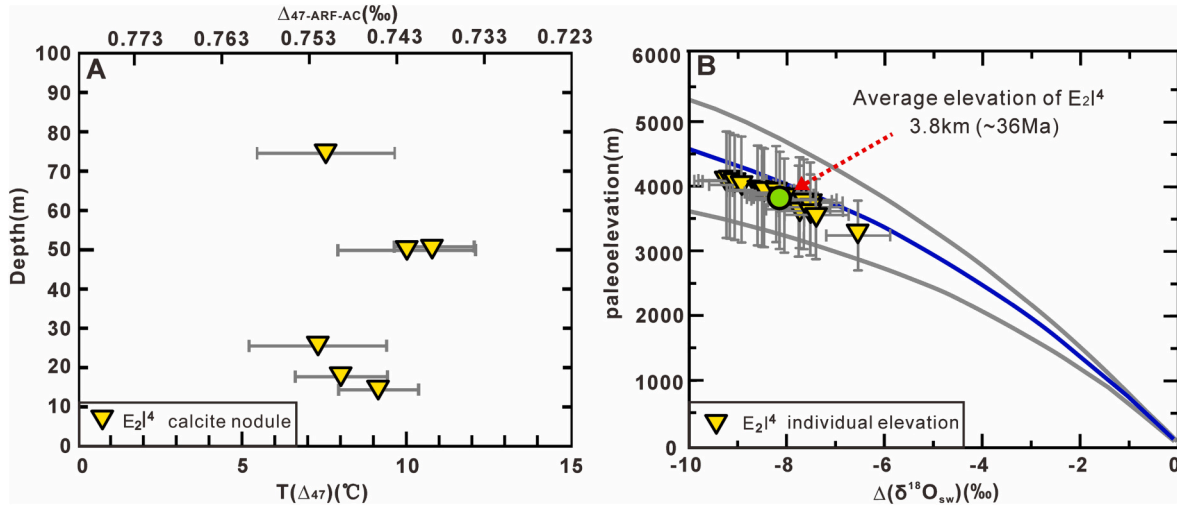 Δ47-ARF-AC(‰)
0.773 0.763 0.753 0.743 0.733 0.723
A
100
90
80
70
60
50
40
30
20
10
0
Depth(m)
E₂l⁴ calcite nodule
0 5 10 15
T(Δ47)(℃)
B
6000
5000
4000
3000
2000
1000
0
paleoelevation(m)
Average elevation of E₂l⁴
3.8km (~36Ma)
E₂l⁴ individual elevation
-10 -8 -6 -4 -2 0
Δ(δ¹⁸Osw)(‰)